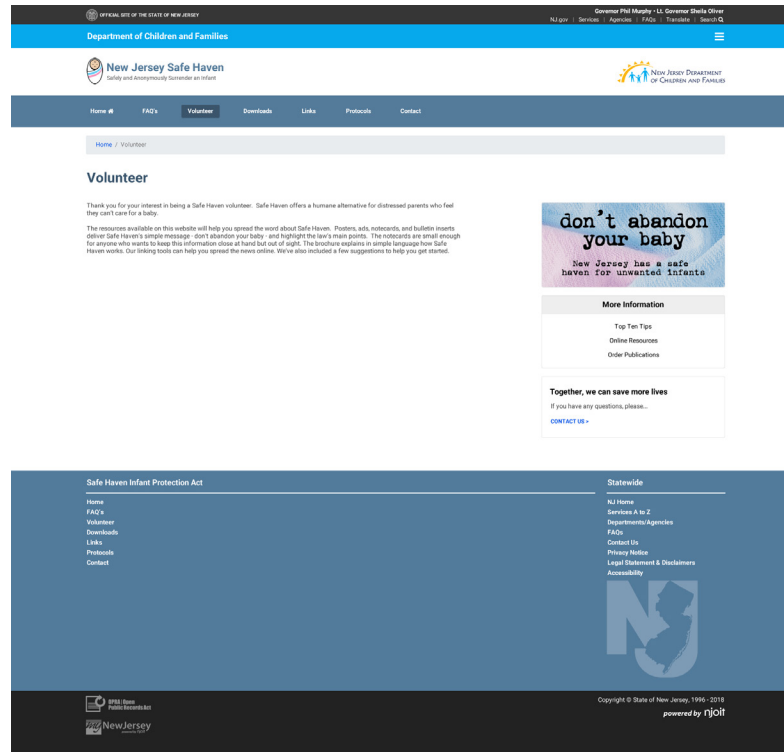 OFFICIAL SITE OF THE STATE OF NEW JERSEY
Governor Phil Murphy • Lt. Governor Sheila Oliver
NJ.gov | Services | Agencies | FAQs | Translate | Search
Department of Children and Families
New Jersey Safe Haven
Safely and Anonymously Surrender an Infant
NEW JERSEY DEPARTMENT
OF CHILDREN AND FAMILIES
Home FAQ's Volunteer Downloads Links Protocols Contact
Home / Volunteer
Volunteer
Thank you for your interest in being a Safe Haven volunteer. Safe Haven offers a humane alternative for distressed parents who feel
they can't care for a baby.
The resources available on this website will help you spread the word about Safe Haven. Posters, ads, notecards, and bulletin inserts
deliver Safe Haven's simple message - don't abandon your baby - and highlight the law's main points. The notecards are small enough
for anyone who wants to keep this information close at hand but out of sight. The brochure explains in simple language how Safe
Haven works. Our linking tools can help you spread the news online. We've also included a few suggestions to help you get started.
don't abandon
your baby
New Jersey has a safe
haven for unwanted infants
More Information
Top Ten Tips
Online Resources
Order Publications
Together, we can save more lives
If you have any questions, please...
CONTACT US »
Safe Haven Infant Protection Act
Home
FAQ's
Volunteer
Downloads
Links
Protocols
Contact
Statewide
NJ Home
Services A to Z
Departments/Agencies
FAQs
Contact Us
Privacy Notice
Legal Statement & Disclaimers
Accessibility
NJ
OPRA | Open
Public Records Act
NewJersey
Copyright © State of New Jersey, 1996 - 2018
powered by njoit